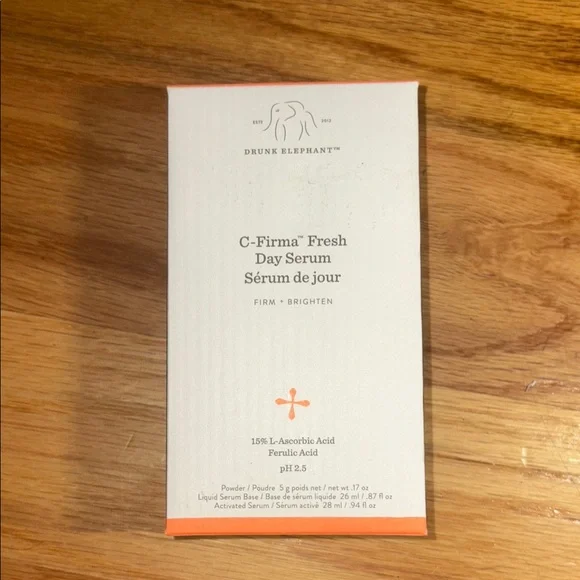 ESTD 2012
DRUNK ELEPHANT™
C-Firma™ Fresh
Day Serum
Sérum de jour
FIRM + BRIGHTEN
15% L-Ascorbic Acid
Ferulic Acid
pH 2.5
Powder / Poudre 5 g poids net / net wt .17 oz
Liquid Serum Base / Base de sérum liquide 26 ml / .87 fl oz
Activated Serum / Sérum activé 28 ml / .94 fl oz